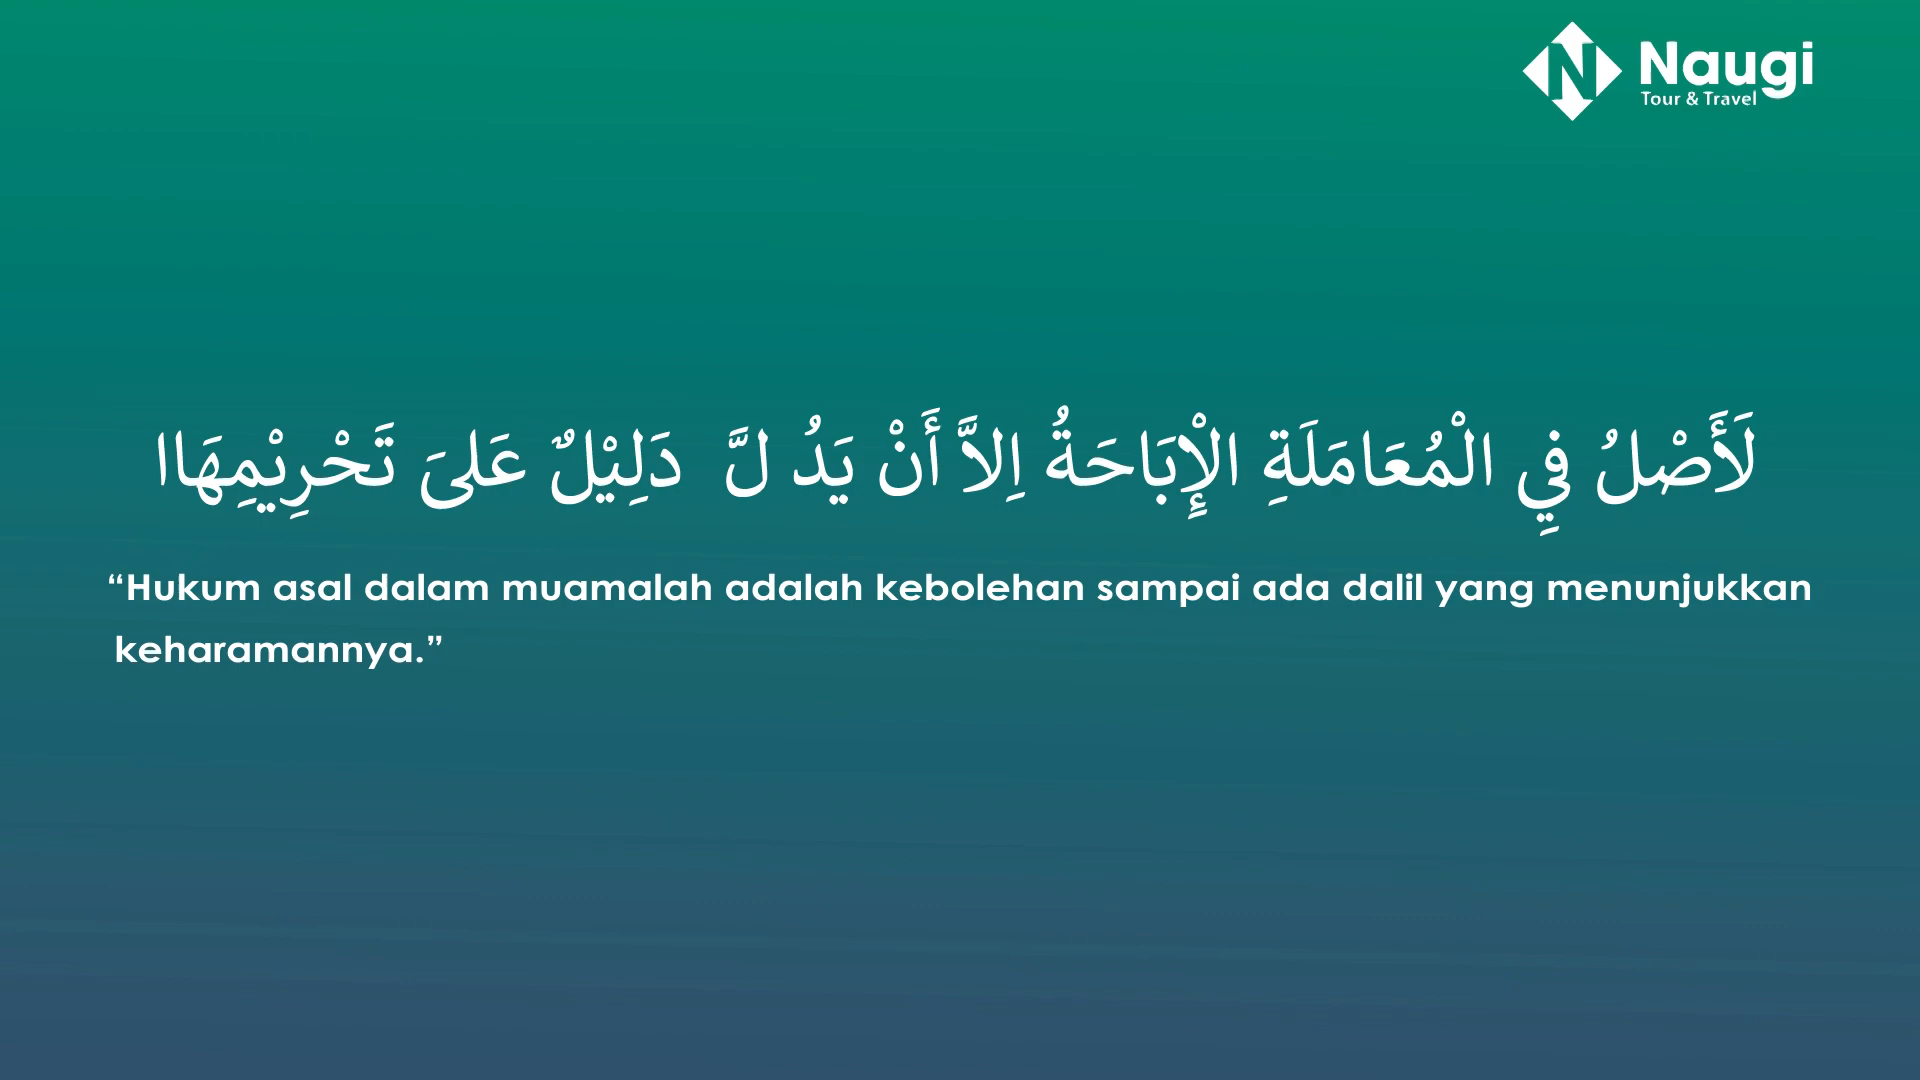 Naugi
Tour & Travel
لَأَصْلُ فِي الْمُعَامَلَةِ الْإِبَاحَةُ اِلاَّ أَنْ يَدُ لَّ دَلِيْلٌ عَلىَ تَحْرِيْمِهَاا
“Hukum asal dalam muamalah adalah kebolehan sampai ada dalil yang menunjukkan
keharamannya.”